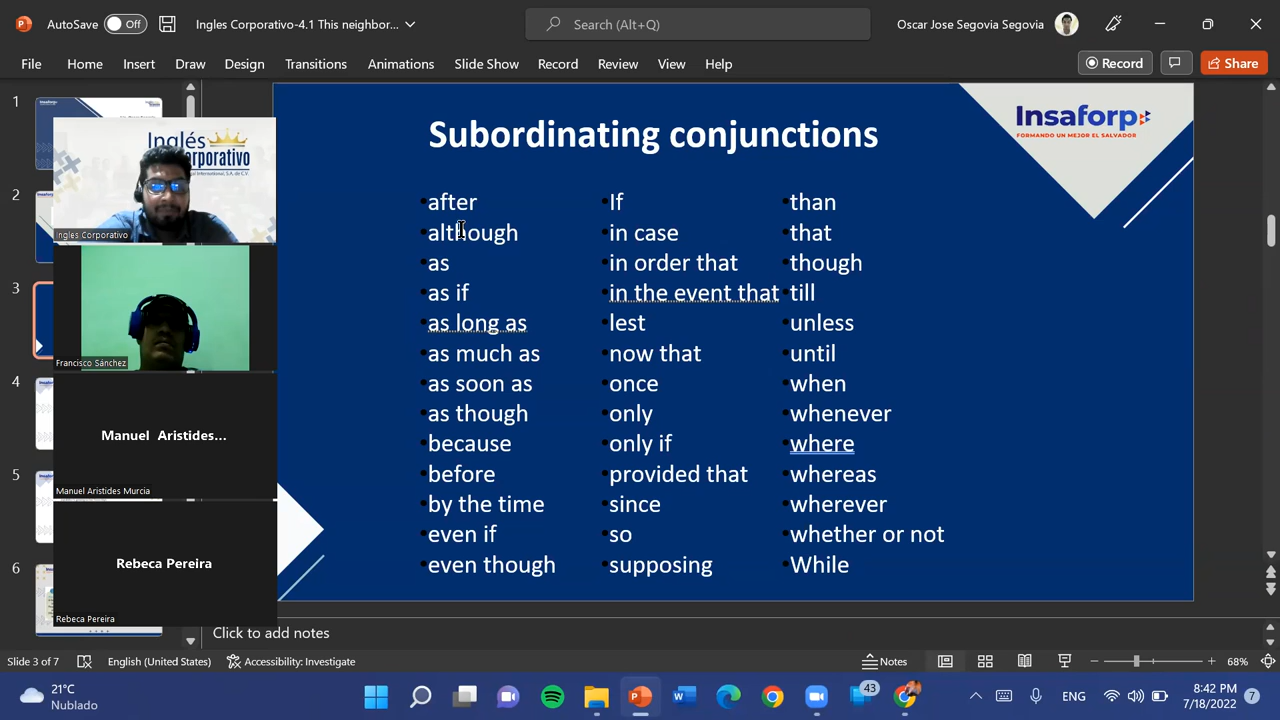 AutoSave Off Ingles Corporativo-4.1 This neighbor... Search (Alt+Q) Oscar Jose Segovia Segovia
File Home Insert Draw Design Transitions Animations Slide Show Record Review View Help Record Share
1
2
3
4
5
6
Inglés
Corporativo
Ingles Corporativo
Francisco Sánchez
Manuel Aristides...
Manuel Aristides Murcia
Rebeca Pereira
Rebeca Pereira
Insaforp
FORMANDO UN MEJOR EL SALVADOR
Subordinating conjunctions
•after
•although
•as
•as if
•as long as
•as much as
•as soon as
•as though
•because
•before
•by the time
•even if
•even though
•If
•in case
•in order that
•in the event that
•lest
•now that
•once
•only
•only if
•provided that
•since
•so
•supposing
•than
•that
•though
•till
•unless
•until
•when
•whenever
•where
•whereas
•wherever
•whether or not
•While
Click to add notes
Slide 3 of 7 English (United States) Accessibility: Investigate Notes 68%
21°C
Nublado
43
ENG
8:42 PM
7/18/2022
7